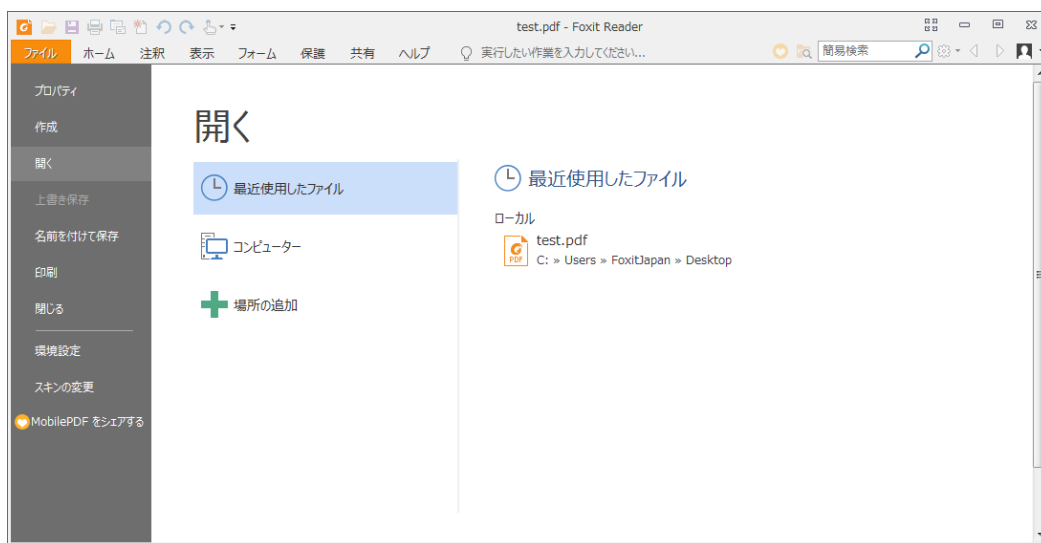 test.pdf - Foxit Reader
ファイル ホーム 注釈 表示 フォーム 保護 共有 ヘルプ 実行したい作業を入力してください... 簡易検索
プロパティ
作成
開く
上書き保存
名前を付けて保存
印刷
閉じる
環境設定
スキンの変更
MobilePDF をシェアする
開く
最近使用したファイル
コンピューター
場所の追加
最近使用したファイル
ローカル
PDF
test.pdf
C: » Users » FoxitJapan » Desktop